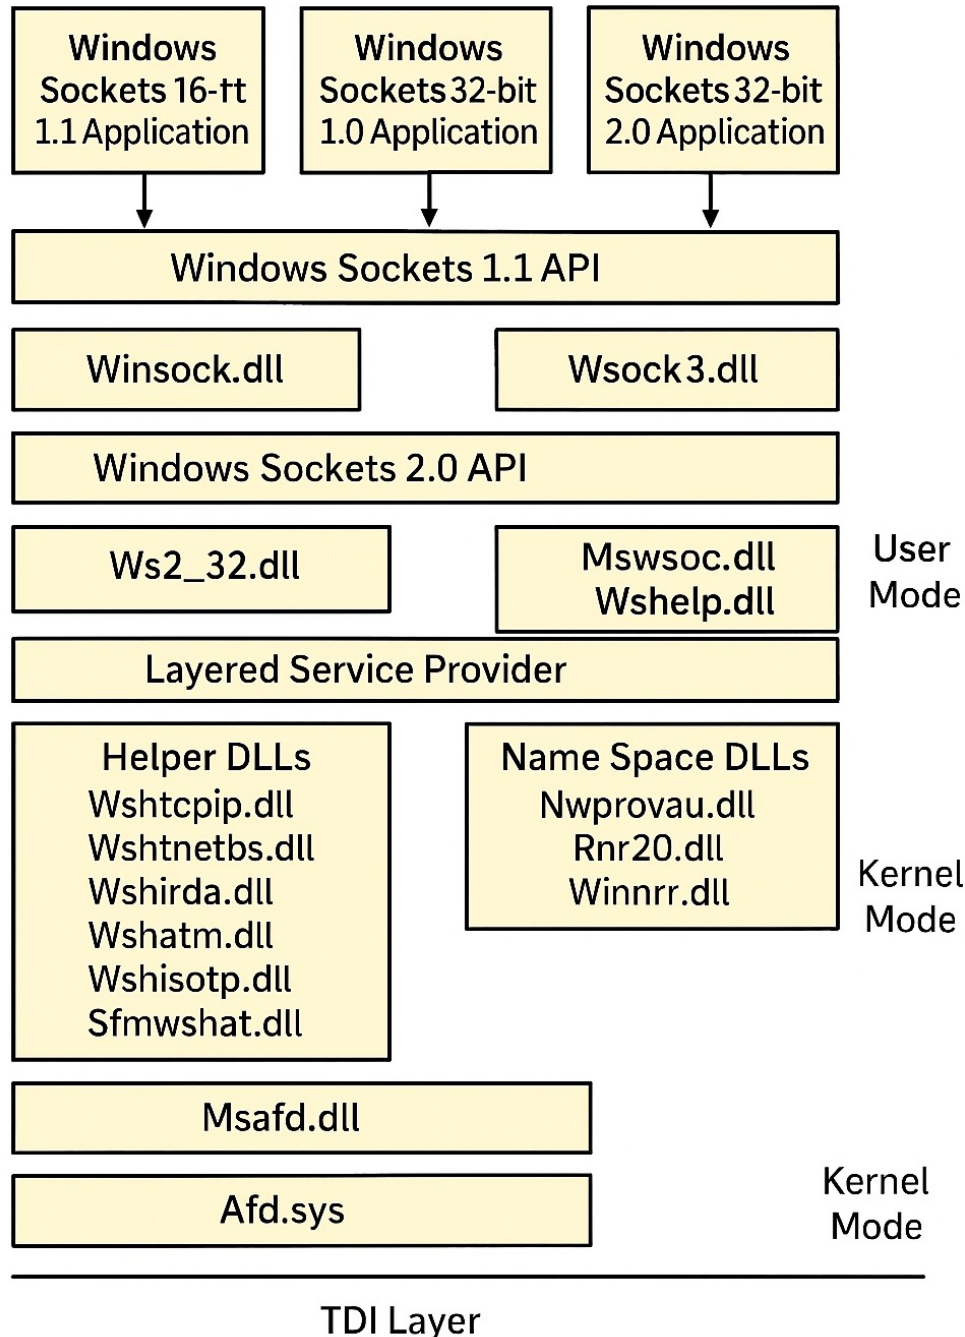 Windows
Sockets 16-tt
1.1 Application
Windows
Sockets 32-bit
1.0 Application
Windows
Sockets 32-bit
2.0 Application
Windows Sockets 1.1 API
Winsock.dll
Wsock3.dll
Windows Sockets 2.0 API
Ws2_32.dll
Mswsoc.dll
Wshelp.dll
User
Mode
Layered Service Provider
Helper DLLs
Wshtcpip.dll
Wshtnetbs.dll
Wshirda.dll
Wshatm.dll
Wshisotp.dll
Sfmwshat.dll
Name Space DLLs
Nwprovau.dll
Rnr20.dll
Winnrr.dll
Kernel
Mode
Msafd.dll
Afd.sys
Kernel
Mode
TDI Layer